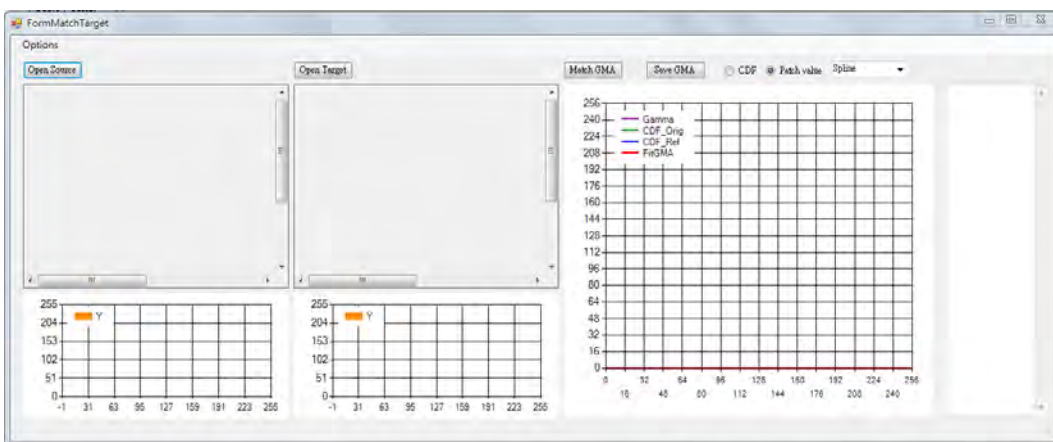 FormMatchTarget
Options
Open Source Open Target Match GMA Save GMA CDF Patch value Spline
256
240
224
208
192
176
160
144
128
112
96
80
64
48
32
16
0
Gamma
CDF_Orig
CDF_Ref
FitGMA
0 32 64 96 128 160 192 224 256
16 48 80 112 144 176 208 240
255
204
153
102
51
0
Y
-1 31 63 95 127 159 191 223 255
255
204
153
102
51
0
Y
-1 31 63 95 127 159 191 223 255